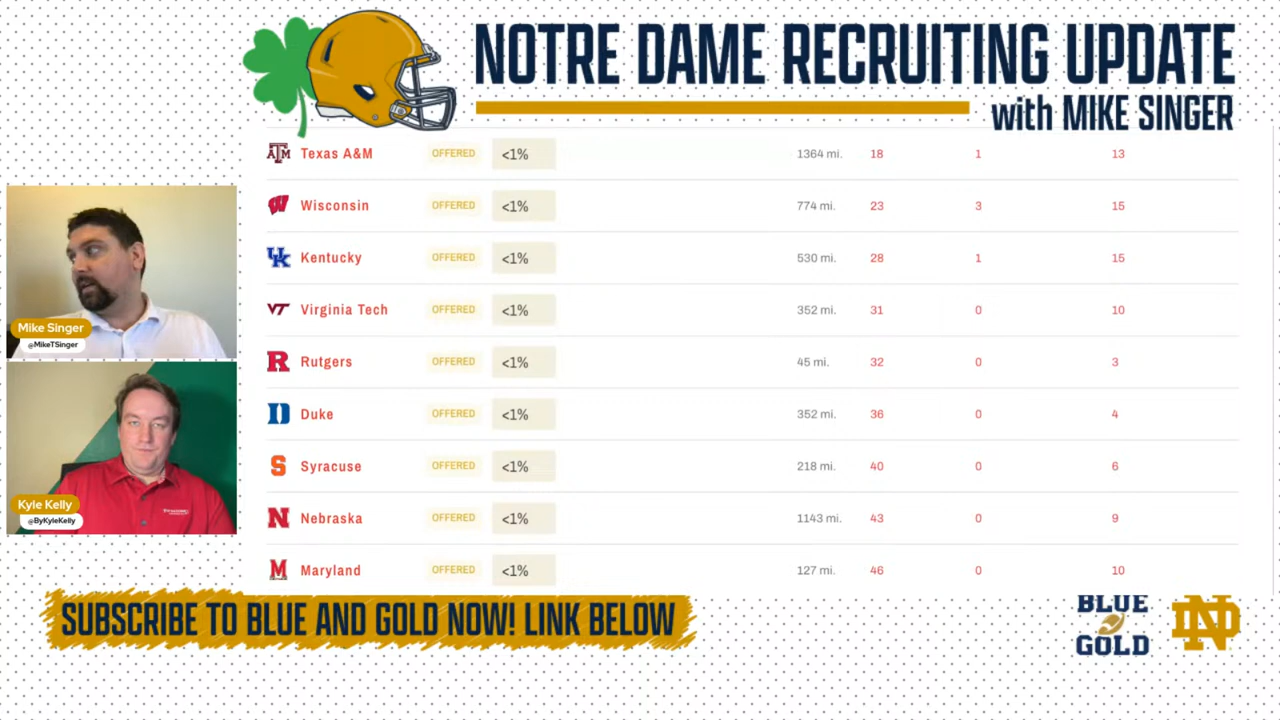 NOTRE DAME RECRUITING UPDATE
with MIKE SINGER
ATM Texas A&M OFFERED <1% 1364 mi. 18 1 13
W Wisconsin OFFERED <1% 774 mi. 23 3 15
UK Kentucky OFFERED <1% 530 mi. 28 1 15
VT Virginia Tech OFFERED <1% 352 mi. 31 0 10
R Rutgers OFFERED <1% 45 mi. 32 0 3
D Duke OFFERED <1% 352 mi. 36 0 4
S Syracuse OFFERED <1% 218 mi. 40 0 6
N Nebraska OFFERED <1% 1143 mi. 43 0 9
M Maryland OFFERED <1% 127 mi. 46 0 10
Mike Singer
@MikeTSinger
Kyle Kelly
@ByKyleKelly
SUBSCRIBE TO BLUE AND GOLD NOW! LINK BELOW
BLUE
GOLD
ND